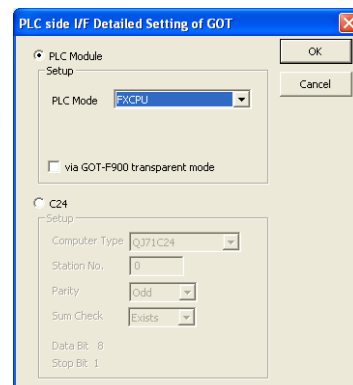 PLC side I/F Detailed Setting of GOT
PLC Module
OK
Setup
Cancel
PLC Mode FXCPU
via GOT-F900 transparent mode
C24
Setup
Computer Type QJ71C24
Station No. 0
Parity Odd
Sum Check Exists
Data Bit 8
Stop Bit 1